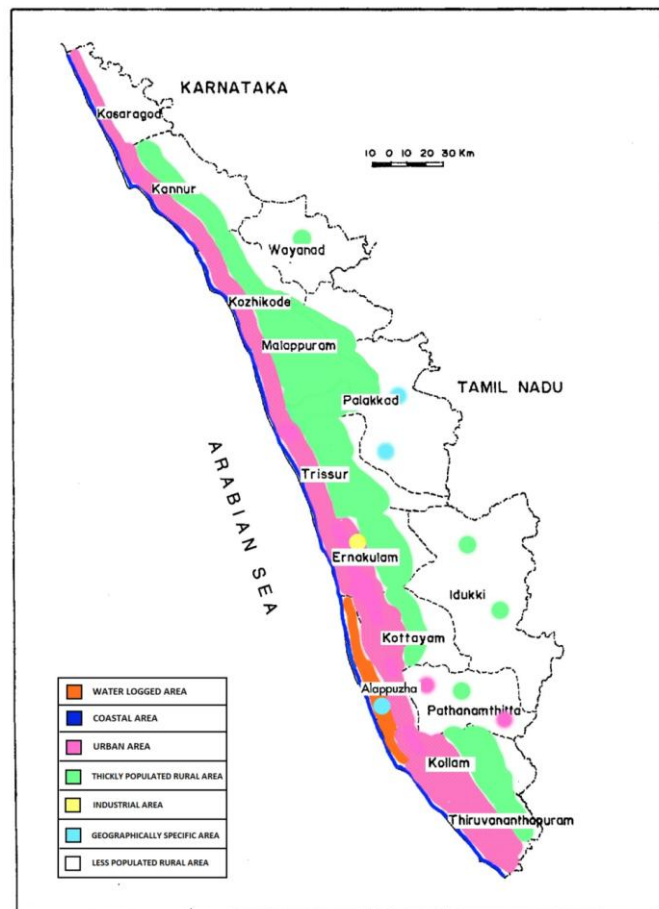 KARNATAKA
Kasaragod
10 0 10 20 30 Km
Kannur
Wayanad
Kozhikode
Malappuram
TAMIL NADU
Palakkad
ARABIAN SEA
Trissur
Ernakulam
Idukki
Kottayam
Alappuzha
Pathanamthitta
Kollam
Thiruvananthapuram
WATER LOGGED AREA
COASTAL AREA
URBAN AREA
THICKLY POPULATED RURAL AREA
INDUSTRIAL AREA
GEOGRAPHICALLY SPECIFIC AREA
LESS POPULATED RURAL AREA